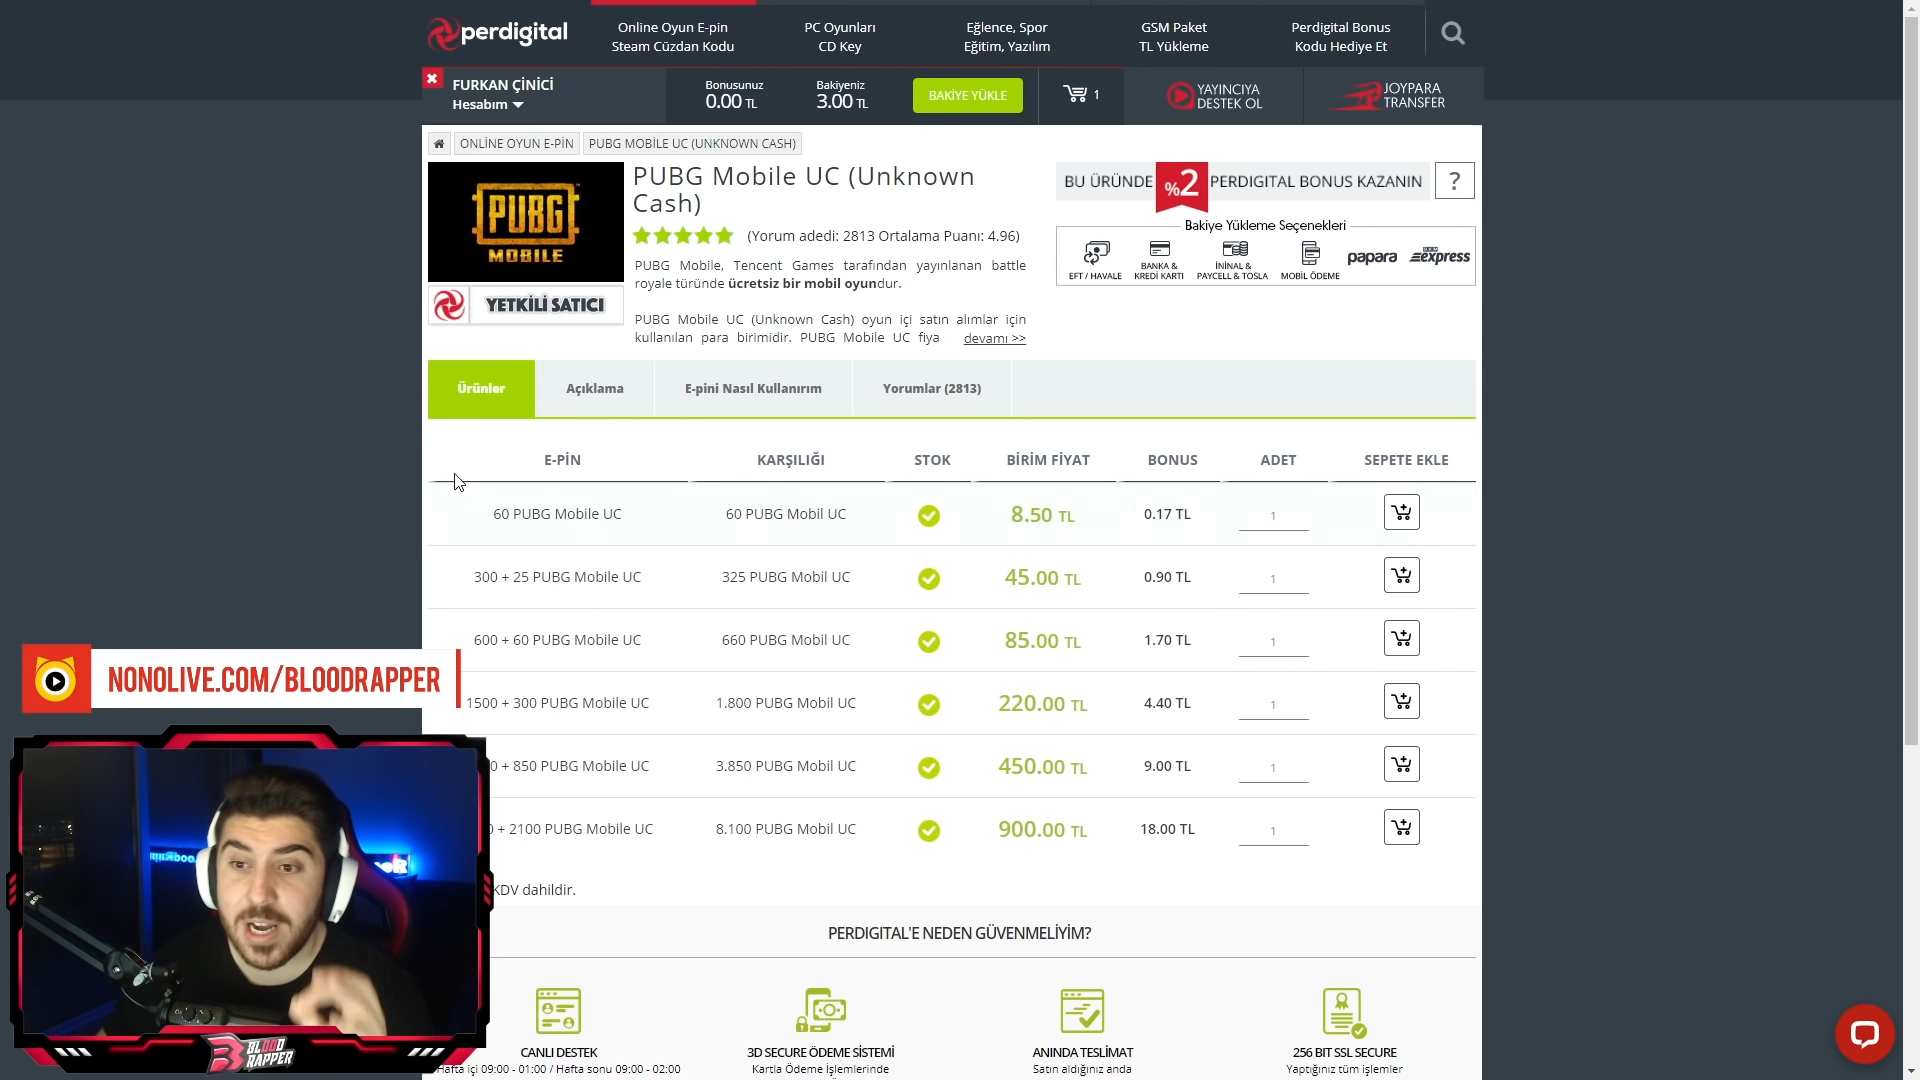 perdigital
Online Oyun E-pin
Steam Cüzdan Kodu
PC Oyunları
CD Key
Eğlence, Spor
Eğitim, Yazılım
GSM Paket
TL Yükleme
Perdigital Bonus
Kodu Hediye Et
FURKAN ÇİNİCİ
Hesabım
Bonusunuz
0.00 TL
Bakiyeniz
3.00 TL
BAKİYE YÜKLE
1
YAYINCIYA
DESTEK OL
JOYPARA
TRANSFER
ONLİNE OYUN E-PİN
PUBG MOBİLE UC (UNKNOWN CASH)
PUBG
MOBILE
YETKİLİ SATICI
PUBG Mobile UC (Unknown
Cash)
(Yorum adedi: 2813 Ortalama Puanı: 4.96)
PUBG Mobile, Tencent Games tarafından yayınlanan battle
royale türünde ücretsiz bir mobil oyundur.
PUBG Mobile UC (Unknown Cash) oyun içi satın alımlar için
kullanılan para birimidir. PUBG Mobile UC fiya devamı >>
BU ÜRÜNDE %2 PERDIGITAL BONUS KAZANIN
?
Bakiye Yükleme Seçenekleri
EFT / HAVALE
BANKA &
KREDİ KARTI
İNİNAL &
PAYCELL & TOSLA
MOBİL ÖDEME
papara
express
Ürünler
Açıklama
E-pini Nasıl Kullanırım
Yorumlar (2813)
E-PİN KARŞILIĞI STOK BİRİM FİYAT BONUS ADET SEPETE EKLE
60 PUBG Mobile UC 60 PUBG Mobil UC 8.50 TL 0.17 TL 1
300 + 25 PUBG Mobile UC 325 PUBG Mobil UC 45.00 TL 0.90 TL 1
600 + 60 PUBG Mobile UC 660 PUBG Mobil UC 85.00 TL 1.70 TL 1
1500 + 300 PUBG Mobile UC 1.800 PUBG Mobil UC 220.00 TL 4.40 TL 1
0 + 850 PUBG Mobile UC 3.850 PUBG Mobil UC 450.00 TL 9.00 TL 1
0 + 2100 PUBG Mobile UC 8.100 PUBG Mobil UC 900.00 TL 18.00 TL 1
KDV dahildir.
NONOLIVE.COM/BLOODRAPPER
BLOOD
RAPPER
PERDIGITAL'E NEDEN GÜVENMELİYİM?
CANLI DESTEK
Hafta içi 09:00 - 01:00 / Hafta sonu 09:00 - 02:00
3D SECURE ÖDEME SİSTEMİ
Kartla Ödeme İşlemlerinde
ANINDA TESLİMAT
Satın aldığınız anda
256 BIT SSL SECURE
Yaptığınız tüm işlemler